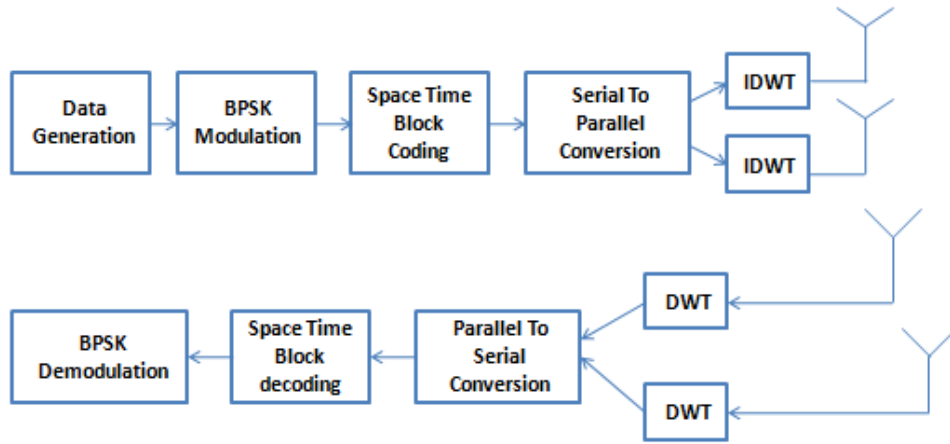 Data
Generation
BPSK
Modulation
Space Time
Block
Coding
Serial To
Parallel
Conversion
IDWT
IDWT
BPSK
Demodulation
Space Time
Block
decoding
Parallel To
Serial
Conversion
DWT
DWT